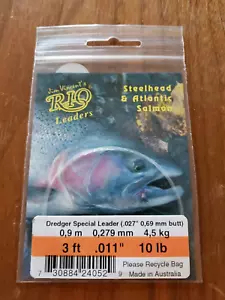 Jim Vincent's
RIO
Leaders
Steelhead
& Atlantic
Salmon
Dredger Special Leader (.027" 0,69 mm butt)
0,9 m 0,279 mm 4,5 kg
3 ft .011" 10 lb
Please Recycle Bag
7 30884 24052 9 Made in Australia